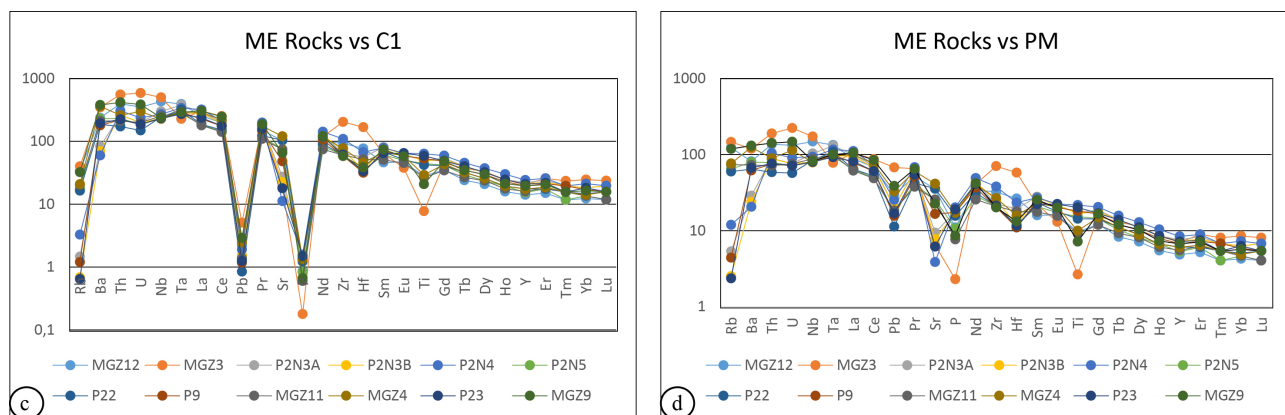 ME Rocks vs C1
1000
100
10
1
0,1
Rb Ba Th U Nb Ta La Ce Pb Pr Sr Nd Zr Hf Sm Eu Ti Gd Tb Dy Ho Y Er Tm Yb Lu
MGZ12 MGZ3 P2N3A P2N3B P2N4 P2N5
P22 P9 MGZ11 MGZ4 P23 MGZ9
c
ME Rocks vs PM
1000
100
10
1
Rb Ba Th U Nb Ta La Ce Pb Pr Sr P Nd Zr Hf Sm Eu Ti Gd Tb Dy Ho Y Er Tm Yb Lu
MGZ12 MGZ3 P2N3A P2N3B P2N4 P2N5
P22 P9 MGZ11 MGZ4 P23 MGZ9
d